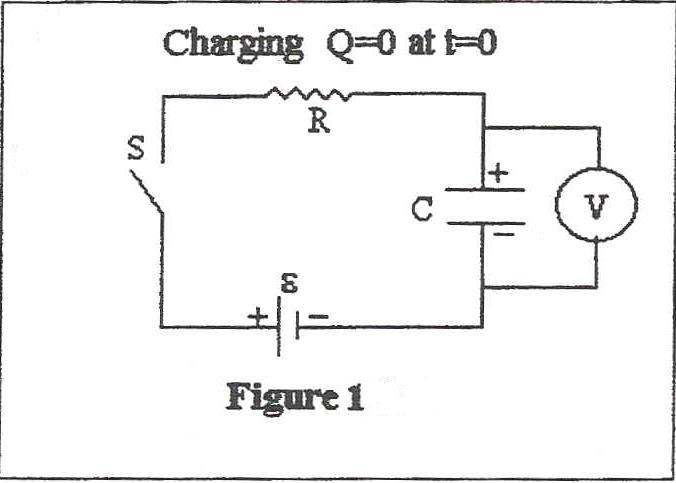 Charging Q=0 at t=0
R
S
+
C
V
−
ε
+ −
Figure 1